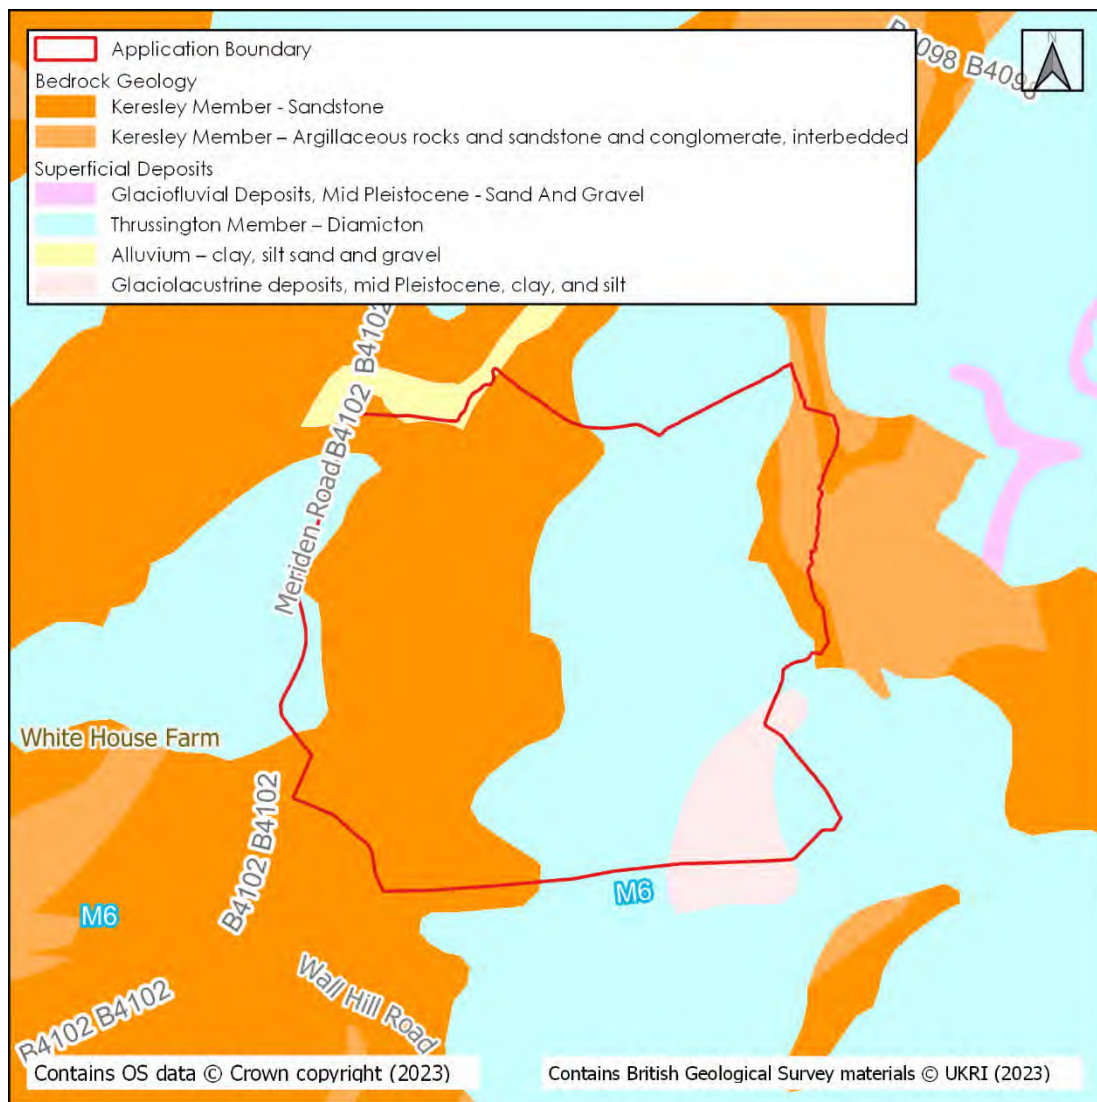 B4098 B4098
N
Application Boundary
Bedrock Geology
Keresley Member - Sandstone
Keresley Member – Argillaceous rocks and sandstone and conglomerate, interbedded
Superficial Deposits
Glaciofluvial Deposits, Mid Pleistocene - Sand And Gravel
Thrussington Member – Diamicton
Alluvium – clay, silt sand and gravel
Glaciolacustrine deposits, mid Pleistocene, clay, and silt
Meriden Road B4102 B4102
White House Farm
B4102 B4102
M6
M6
Wall Hill Road
B4102 B4102
Contains OS data © Crown copyright (2023)
Contains British Geological Survey materials © UKRI (2023)